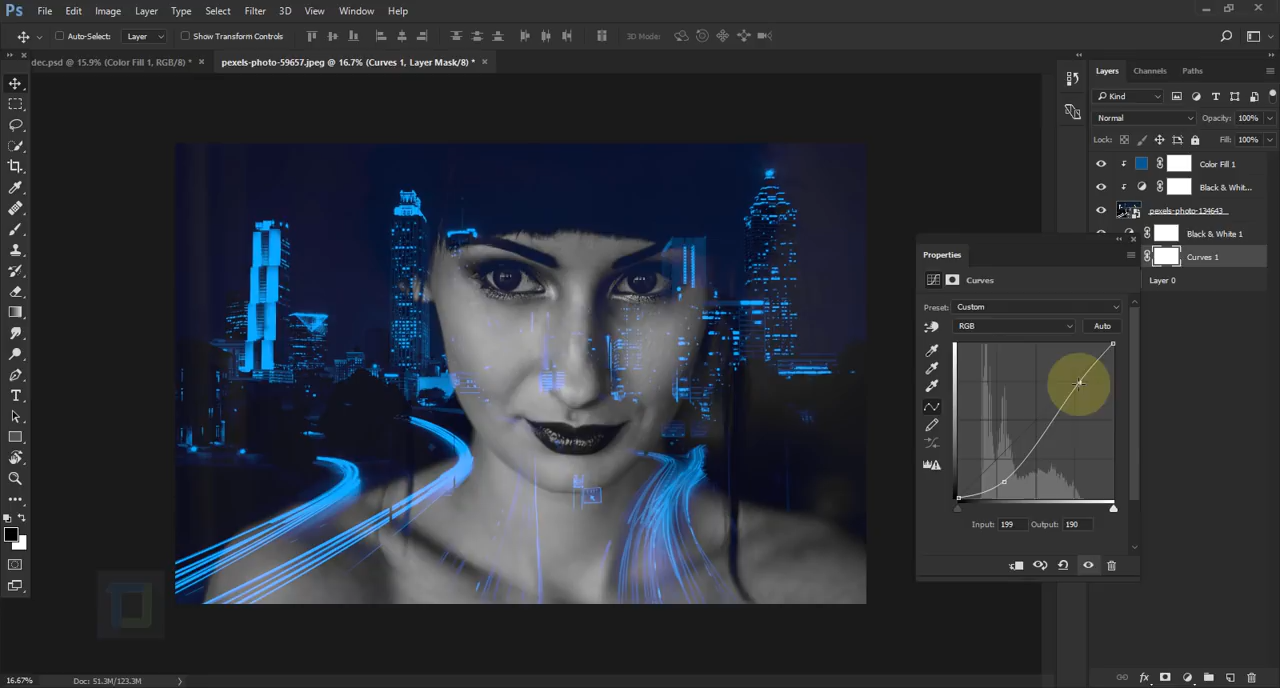 Ps File Edit Image Layer Type Select Filter 3D View Window Help
Auto-Select: Layer Show Transform Controls 3D Mode:
dec.psd @ 15.9% (Color Fill 1, RGB/8) * × pexels-photo-59657.jpeg @ 16.7% (Curves 1, Layer Mask/8) * ×
Layers Channels Paths
Kind
Normal Opacity: 100%
Lock: Fill: 100%
Color Fill 1
Black & Whit...
pexels-photo-134643
Black & White 1
Curves 1
Layer 0
Properties
Curves
Preset: Custom
RGB Auto
Input: 199 Output: 190
16.67% Doc: 51.3M/123.3M